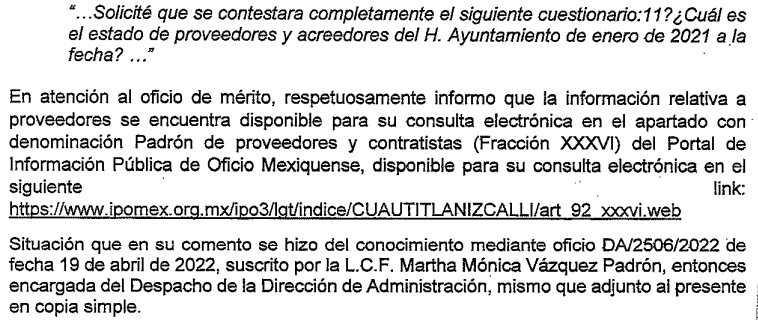 "…Solicité que se contestara completamente el siguiente cuestionario:11?¿Cuál es
el estado de proveedores y acreedores del H. Ayuntamiento de enero de 2021 a la
fecha? …"
En atención al oficio de mérito, respetuosamente informo que la información relativa a
proveedores se encuentra disponible para su consulta electrónica en el apartado con
denominación Padrón de proveedores y contratistas (Fracción XXXVI) del Portal de
Información Pública de Oficio Mexiquense, disponible para su consulta electrónica en el
siguiente link:
https://www.ipomex.org.mx/ipo3/lgt/indice/CUAUTITLANIZCALLI/art_92_xxxvi.web
Situación que en su comento se hizo del conocimiento mediante oficio DA/2506/2022 de
fecha 19 de abril de 2022, suscrito por la L.C.F. Martha Mónica Vázquez Padrón, entonces
encargada del Despacho de la Dirección de Administración, mismo que adjunto al presente
en copia simple.